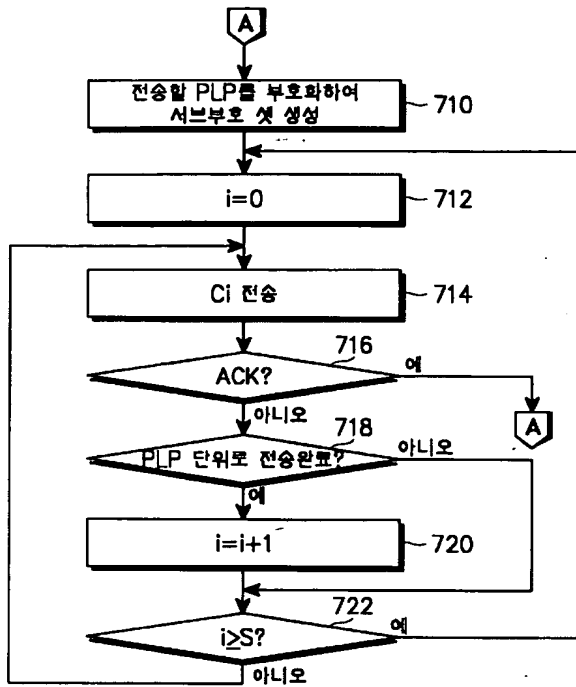 A
전송할 PLP를 부호화하여
서브부호 셋 생성
710
i=0
712
Ci 전송
714
716
ACK?
예
아니오
A
718
PLP 단위로 전송완료?
아니오
예
i=i+1
720
722
i≥S?
예
아니오